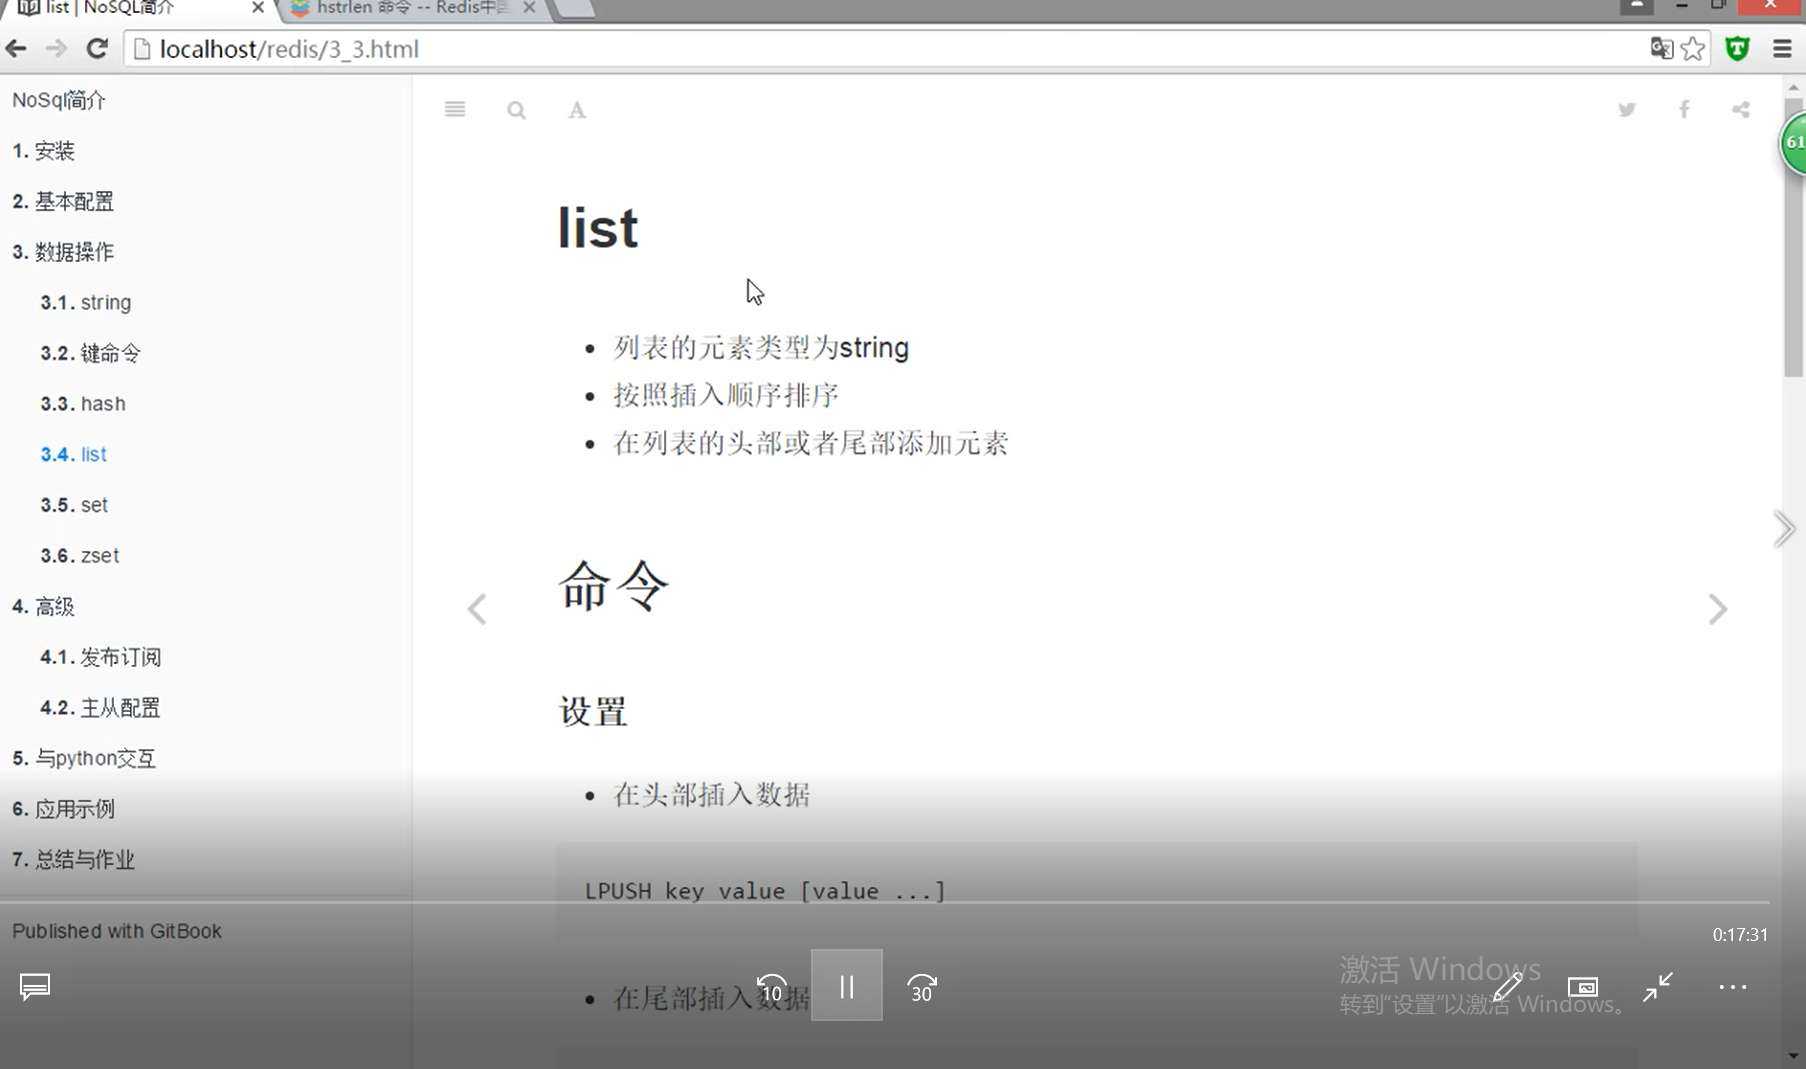 list | NoSQL简介
hstrlen 命令 -- Redis中国
localhost/redis/3_3.html
61
NoSql简介
1. 安装
2. 基本配置
3. 数据操作
3.1. string
3.2. 键命令
3.3. hash
3.4. list
3.5. set
3.6. zset
4. 高级
4.1. 发布订阅
4.2. 主从配置
5. 与python交互
6. 应用示例
7. 总结与作业
Published with GitBook
A
list
列表的元素类型为string
按照插入顺序排序
在列表的头部或者尾部添加元素
命令
设置
在头部插入数据
LPUSH key value [value ...]
在尾部插入数据
0:17:31
10
30
激活 Windows
转到“设置”以激活 Windows。